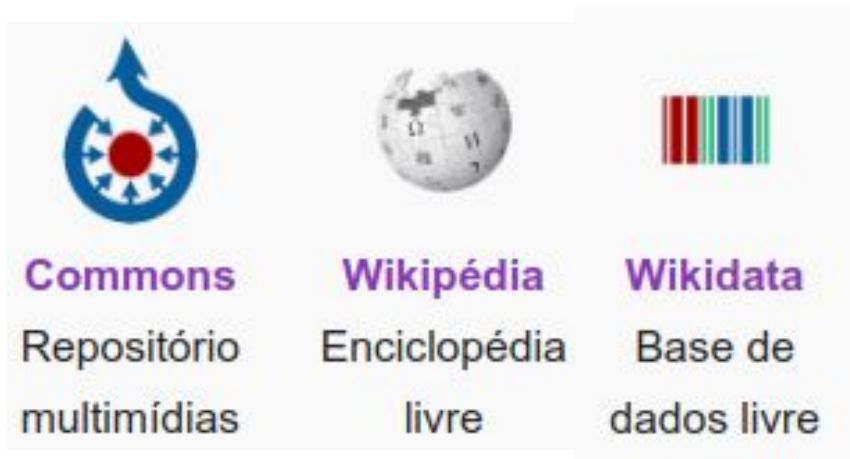 Commons
Repositório
multimídias
Wikipédia
Enciclopédia
livre
Wikidata
Base de
dados livre